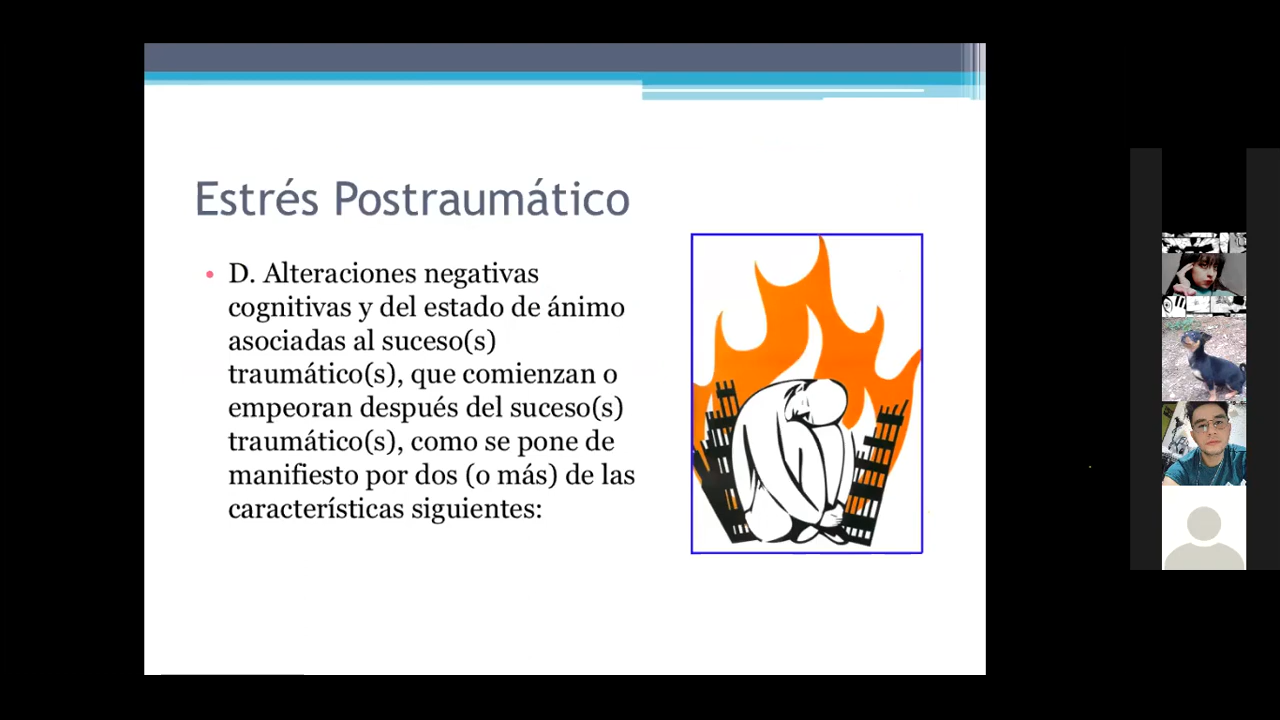 Estrés Postraumático
• D. Alteraciones negativas
cognitivas y del estado de ánimo
asociadas al suceso(s)
traumático(s), que comienzan o
empeoran después del suceso(s)
traumático(s), como se pone de
manifiesto por dos (o más) de las
características siguientes: